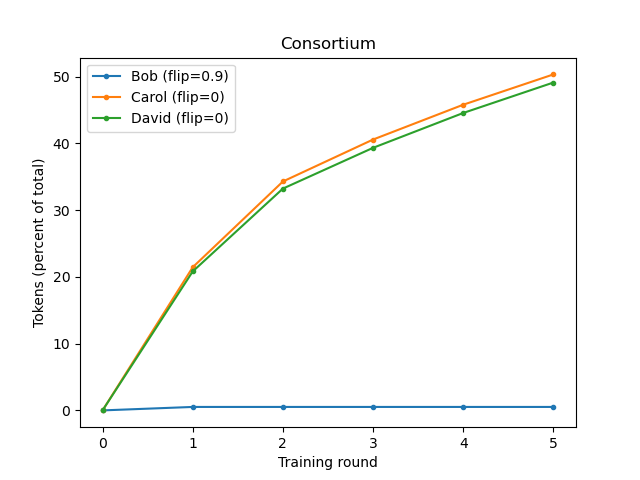 Consortium
Bob (flip=0.9)
Carol (flip=0)
David (flip=0)
Tokens (percent of total)
50
40
30
20
10
0
0 1 2 3 4 5
Training round